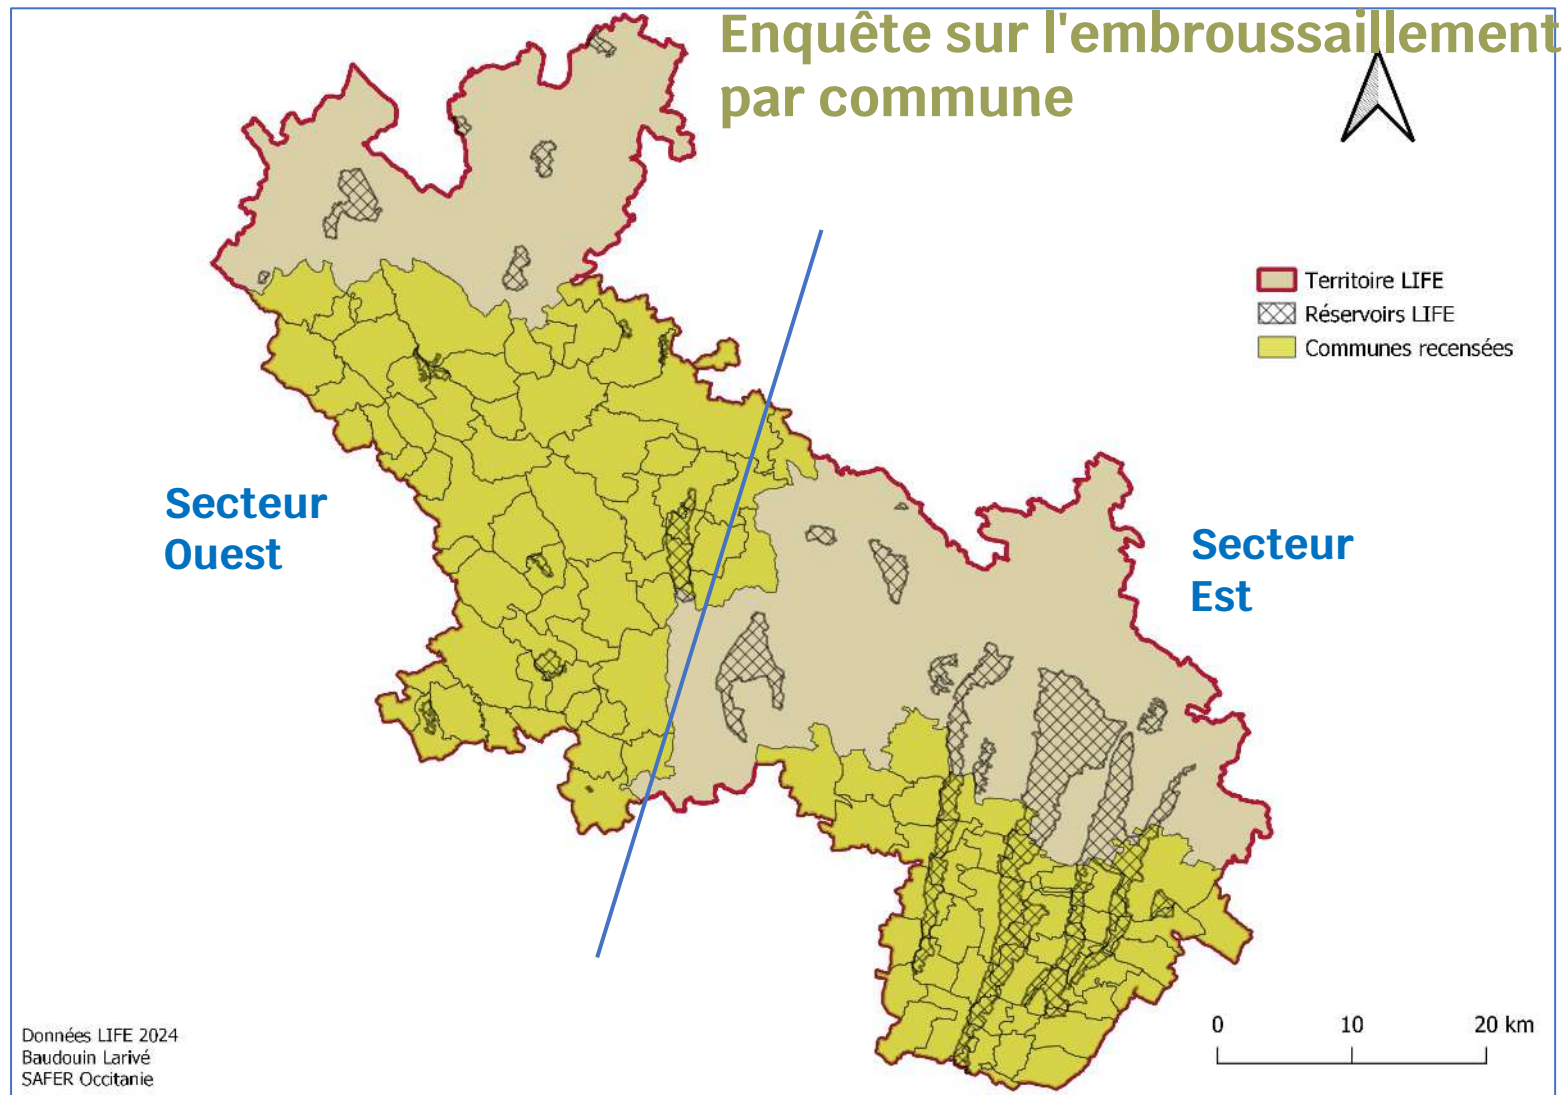 Enquête sur l'embroussaillement
par commune
Territoire LIFE
Réservoirs LIFE
Communes recensées
Secteur
Ouest
Secteur
Est
0 10 20 km
Données LIFE 2024
Baudouin Larivé
SAFER Occitanie